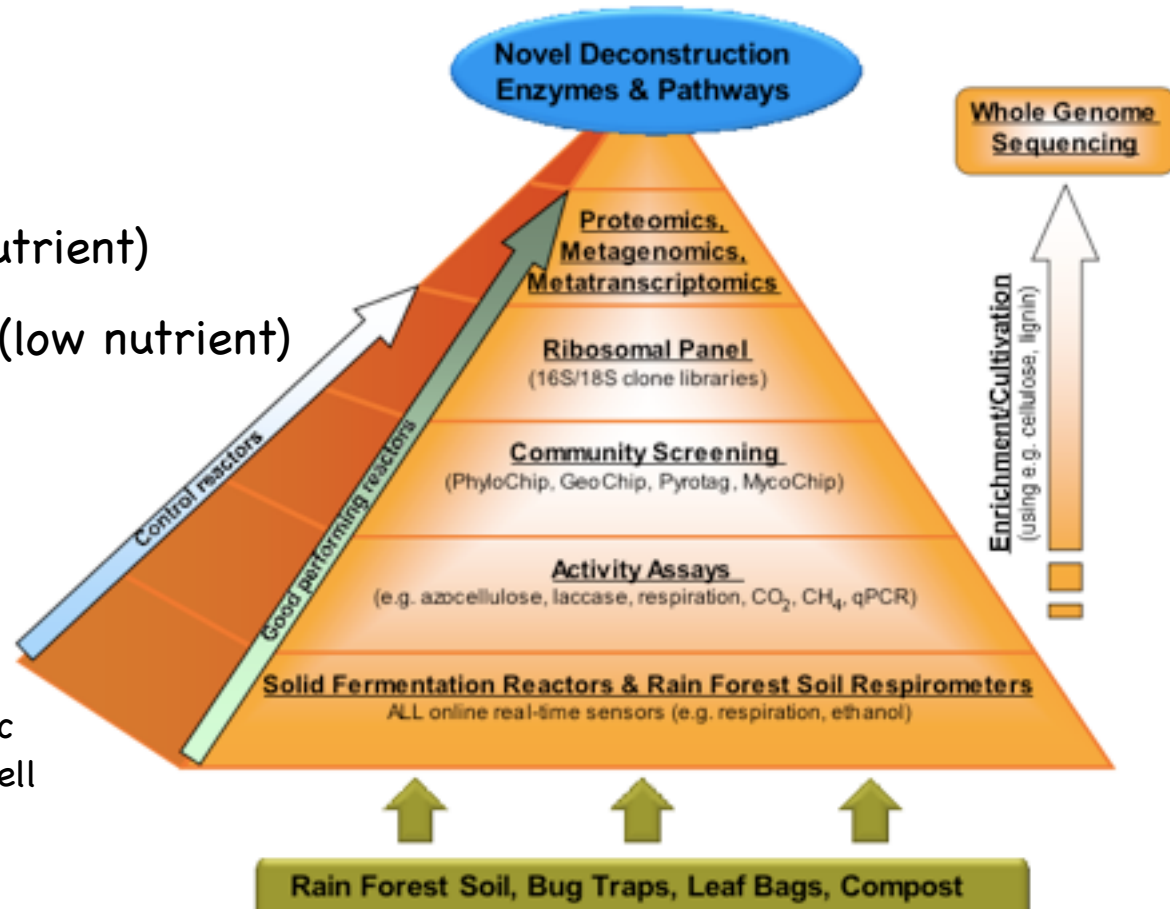 Novel Deconstruction
Enzymes & Pathways
Whole Genome
Sequencing
(low nutrient)
Proteomics,
Metagenomics,
Metatranscriptomics
Ribosomal Panel
(16S/18S clone libraries)
Community Screening
(PhyloChip, GeoChip, Pyrotag, MycoChip)
Activity Assays
(e.g. azocellulose, laccase, respiration, CO₂, CH₄, qPCR)
Solid Fermentation Reactors & Rain Forest Soil Respirometers
ALL online real-time sensors (e.g. respiration, ethanol)
Control reactors
Good performing reactors
Enrichment/Cultivation
(using e.g. cellulose, lignin)
Rain Forest Soil, Bug Traps, Leaf Bags, Compost